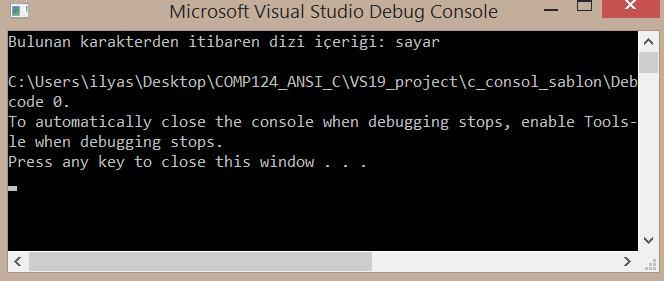 Microsoft Visual Studio Debug Console
Bulunan karakterden itibaren dizi içeriği: sayar
C:\Users\ilyas\Desktop\COMP124_ANSI_C\VS19_project\c_consol_sablon\Deb
code 0.
To automatically close the console when debugging stops, enable Tools-
le when debugging stops.
Press any key to close this window . . .